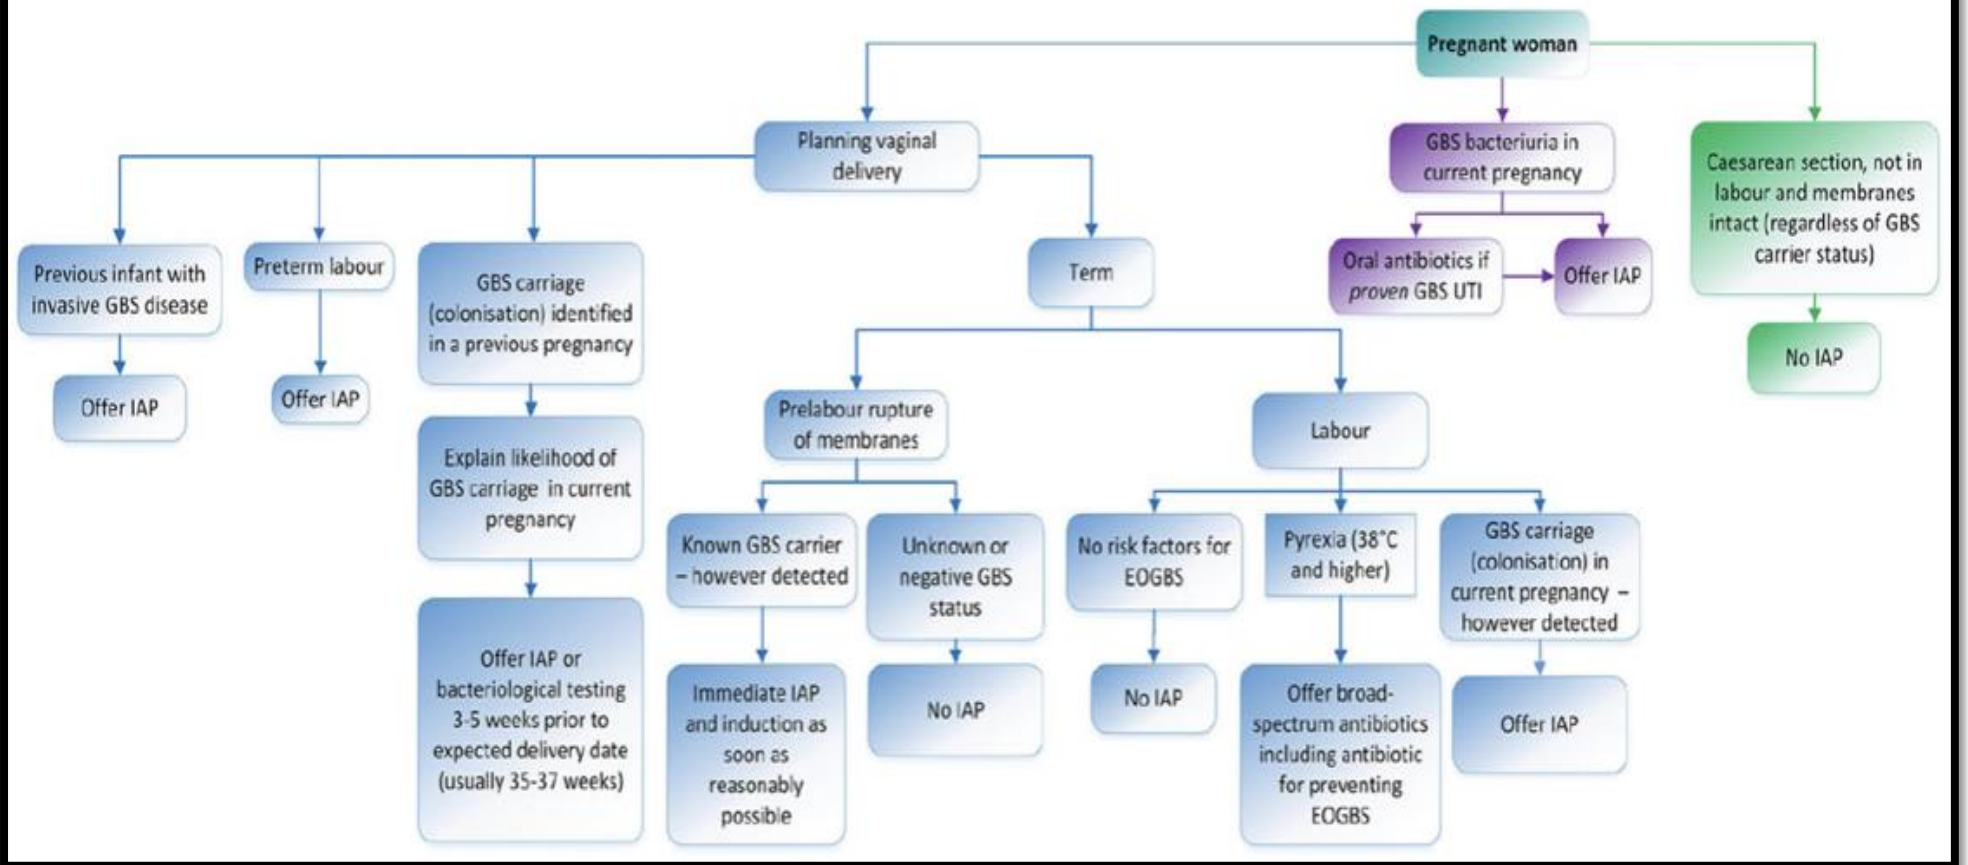 Pregnant woman
Planning vaginal
delivery
GBS bacteriuria in
current pregnancy
Caesarean section, not in
labour and membranes
intact (regardless of GBS
carrier status)
Previous infant with
invasive GBS disease
Preterm labour
GBS carriage
(colonisation) identified
in a previous pregnancy
Term
Oral antibiotics if
proven GBS UTI
Offer IAP
No IAP
Offer IAP
Offer IAP
Explain likelihood of
GBS carriage in current
pregnancy
Prelabour rupture
of membranes
Labour
Known GBS carrier
– however detected
Unknown or
negative GBS
status
No risk factors for
EOGBS
Pyrexia (38°C
and higher)
GBS carriage
(colonisation) in
current pregnancy –
however detected
Offer IAP or
bacteriological testing
3-5 weeks prior to
expected delivery date
(usually 35-37 weeks)
Immediate IAP
and induction as
soon as
reasonably
possible
No IAP
No IAP
Offer broad-
spectrum antibiotics
including antibiotic
for preventing
EOGBS
Offer IAP